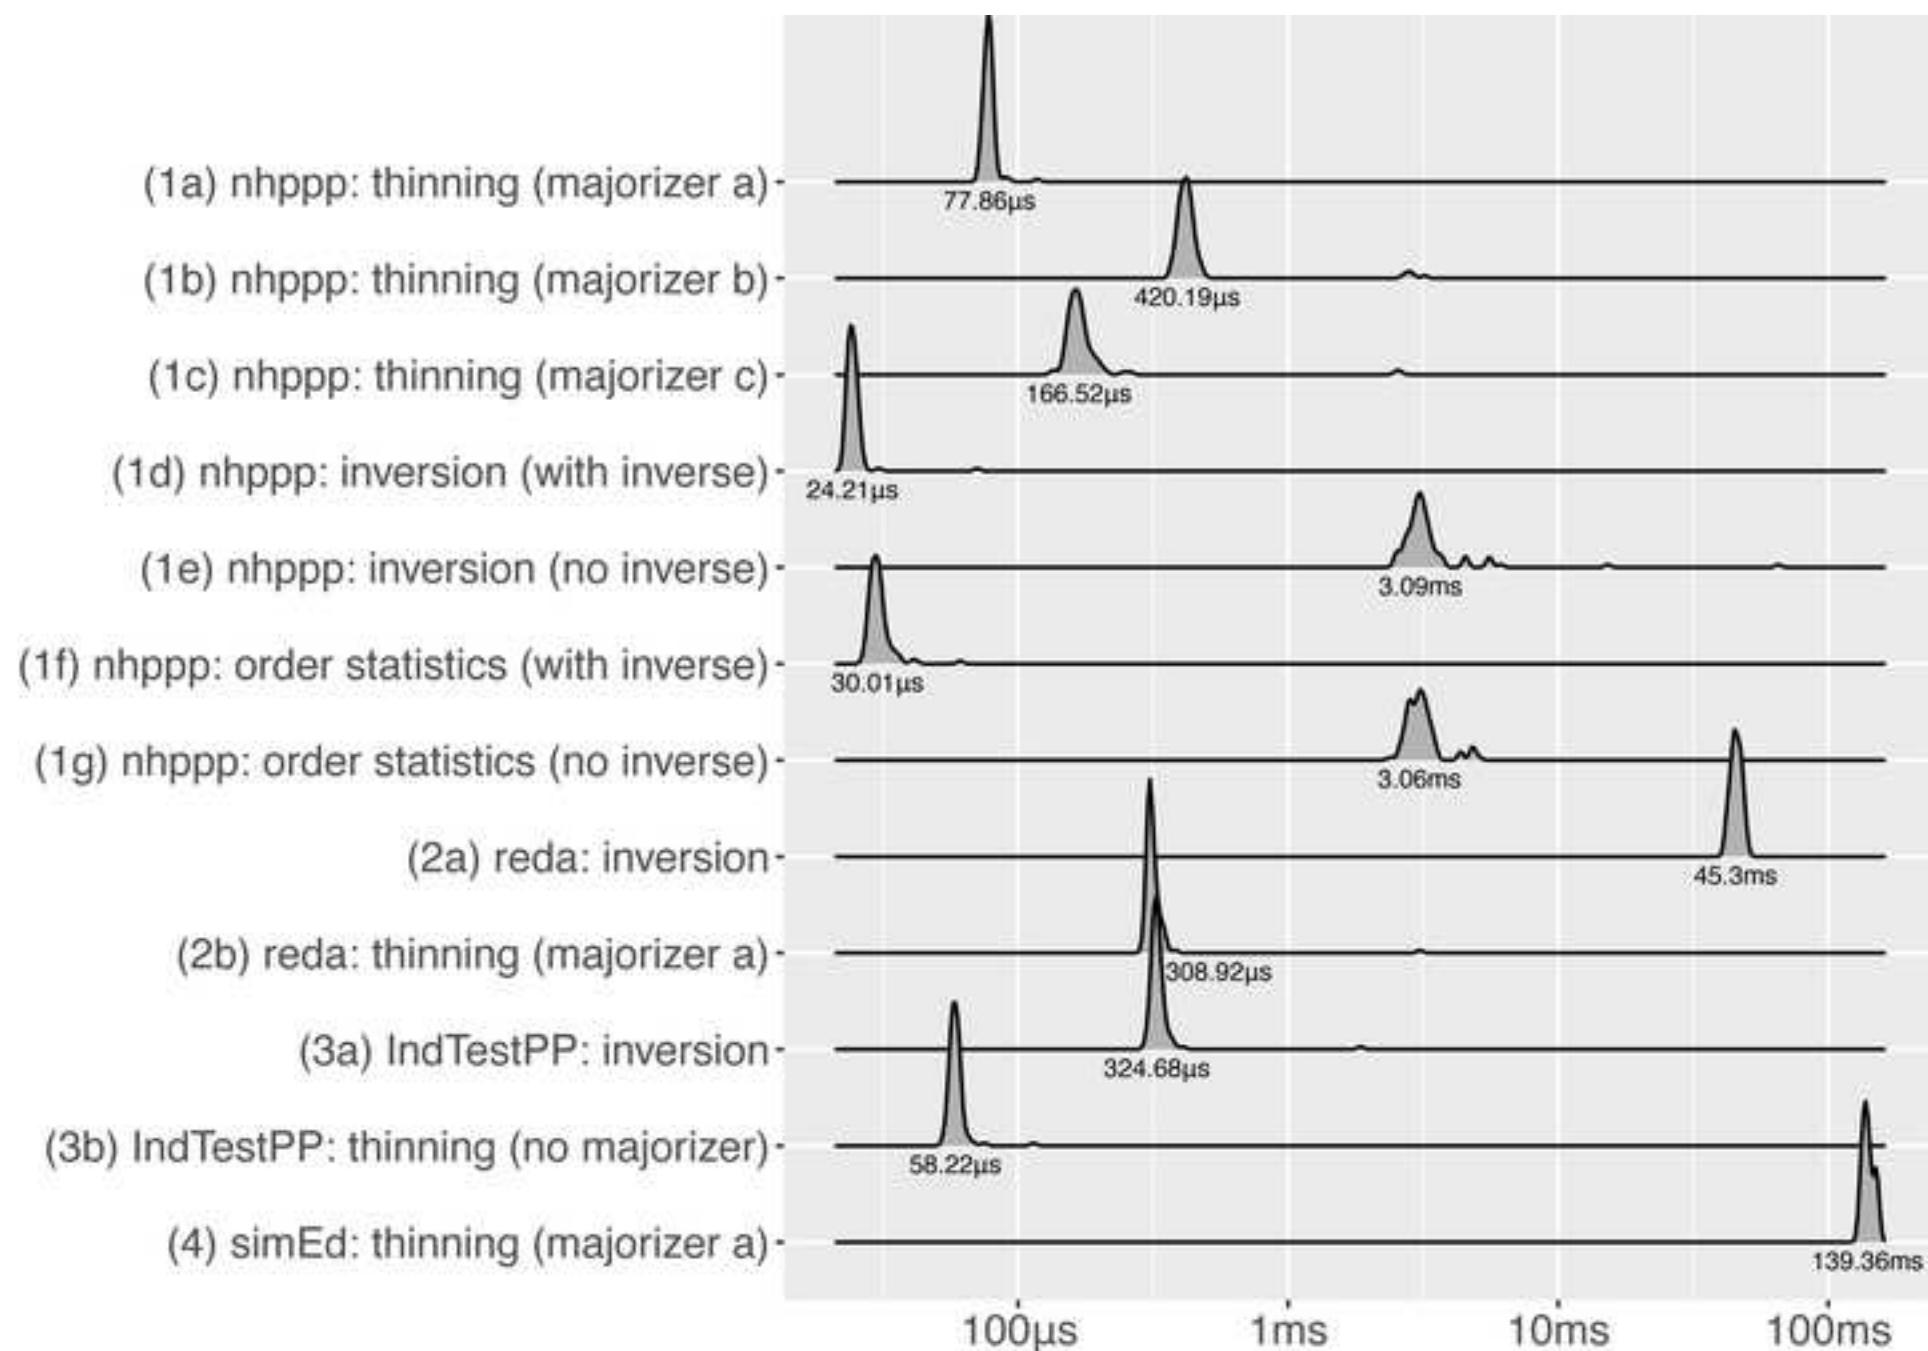 (1a) nhppp: thinning (majorizer a)
77.86µs
(1b) nhppp: thinning (majorizer b)
420.19µs
(1c) nhppp: thinning (majorizer c)
166.52µs
(1d) nhppp: inversion (with inverse)
24.21µs
(1e) nhppp: inversion (no inverse)
3.09ms
(1f) nhppp: order statistics (with inverse)
30.01µs
(1g) nhppp: order statistics (no inverse)
3.06ms
(2a) reda: inversion
45.3ms
(2b) reda: thinning (majorizer a)
308.92µs
(3a) IndTestPP: inversion
324.68µs
(3b) IndTestPP: thinning (no majorizer)
58.22µs
(4) simEd: thinning (majorizer a)
139.36ms
100µs 1ms 10ms 100ms